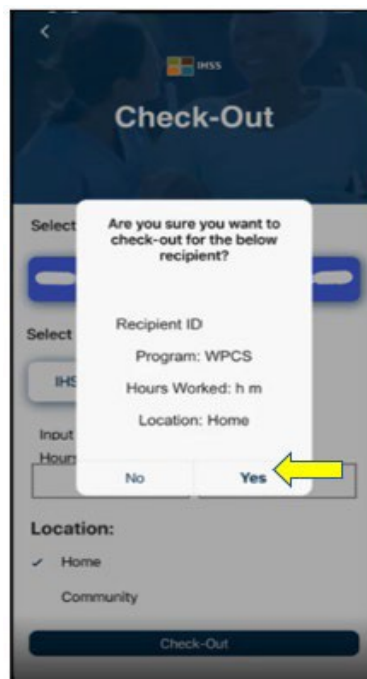 IHSS
Check-Out
Select
Are you sure you want to
check-out for the below
recipient?
Recipient ID
Program: WPCS
Hours Worked: h m
Location: Home
No Yes
Select
IHS
Input
Hours
Location:
✓ Home
Community
Check-Out